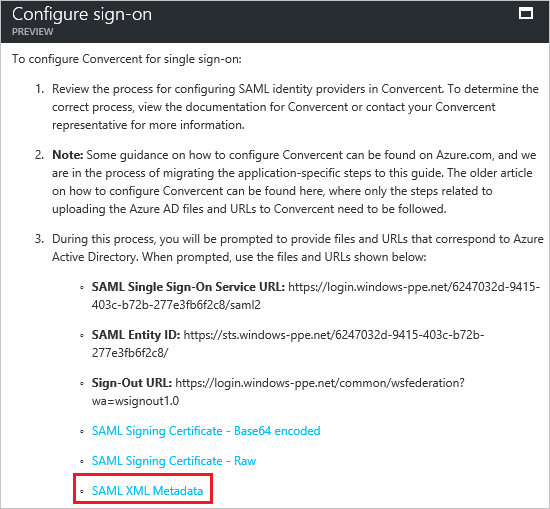 Configure sign-on
PREVIEW
To configure Convercent for single sign-on:
1. Review the process for configuring SAML identity providers in Convercent. To determine the
correct process, view the documentation for Convercent or contact your Convercent
representative for more information.
2. Note: Some guidance on how to configure Convercent can be found on Azure.com, and we
are in the process of migrating the application-specific steps to this guide. The older article
on how to configure Convercent can be found here, where only the steps related to
uploading the Azure AD files and URLs to Convercent need to be followed.
3. During this process, you will be prompted to provide files and URLs that correspond to Azure
Active Directory. When prompted, use the files and URLs shown below:
◦ SAML Single Sign-On Service URL: https://login.windows-ppe.net/6247032d-9415-
403c-b72b-277e3fb6f2c8/saml2
◦ SAML Entity ID: https://sts.windows-ppe.net/6247032d-9415-403c-b72b-
277e3fb6f2c8/
◦ Sign-Out URL: https://login.windows-ppe.net/common/wsfederation?
wa=wsignout1.0
◦ SAML Signing Certificate - Base64 encoded
◦ SAML Signing Certificate - Raw
◦ SAML XML Metadata